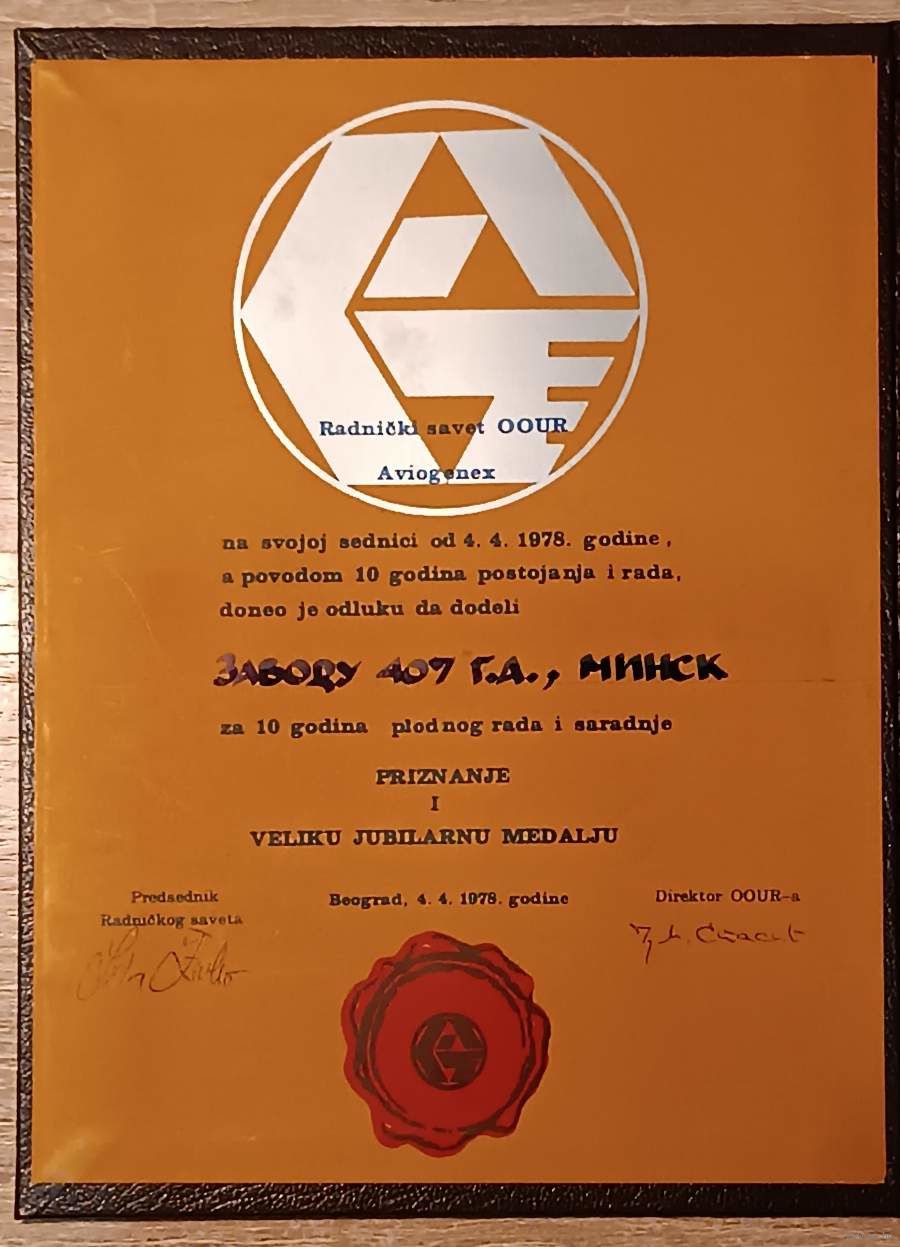 Radnički savet OOUR
Aviogenex
na svojoj sednici od 4. 4. 1978. godine,
a povodom 10 godina postojanja i rada,
doneo je odluku da dodeli
ЗАВОДУ 407 Г.А., МИНСК
za 10 godina plodnog rada i saradnje
PRIZNANJE
I
VELIKU JUBILARNU MEDALJU
Predsednik
Radničkog saveta
Beograd, 4. 4. 1978. godine
Direktor OOUR-a